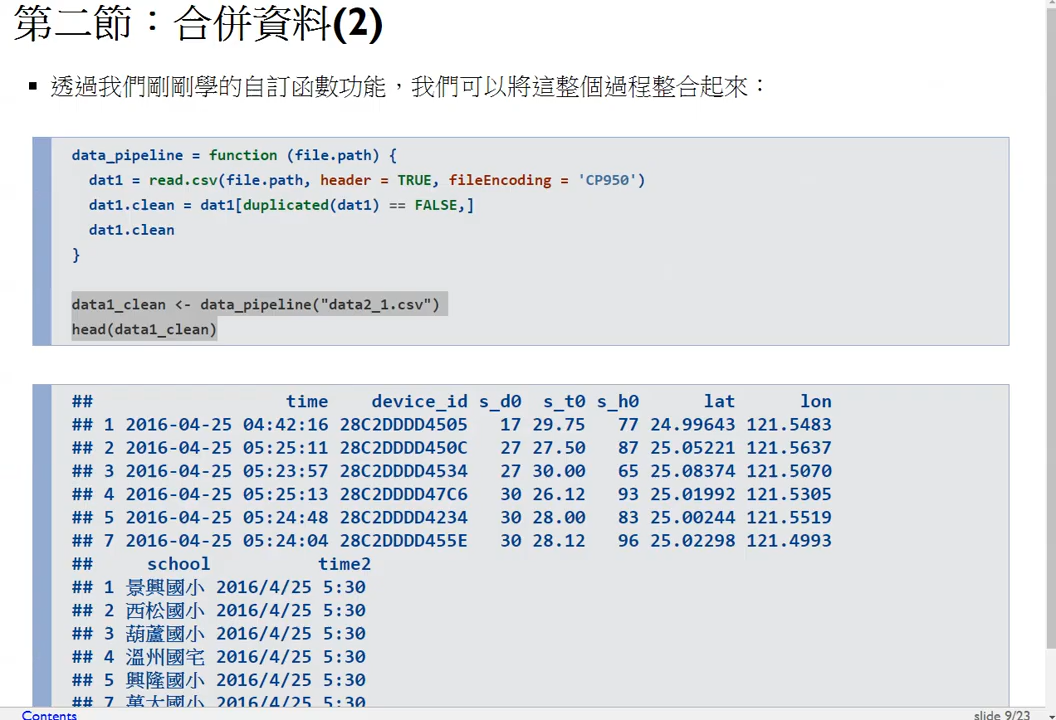 第二節：合併資料(2)
透過我們剛剛學的自訂函數功能，我們可以將這整個過程整合起來：
data_pipeline = function (file.path) {
  dat1 = read.csv(file.path, header = TRUE, fileEncoding = 'CP950')
  dat1.clean = dat1[duplicated(dat1) == FALSE,]
  dat1.clean
}
data1_clean <- data_pipeline("data2_1.csv")
head(data1_clean)
##                  time    device_id s_d0  s_t0 s_h0      lat      lon
## 1 2016-04-25 04:42:16 28C2DDDD4505   17 29.75   77 24.99643 121.5483
## 2 2016-04-25 05:25:11 28C2DDDD450C   27 27.50   87 25.05221 121.5637
## 3 2016-04-25 05:23:57 28C2DDDD4534   27 30.00   65 25.08374 121.5070
## 4 2016-04-25 05:25:13 28C2DDDD47C6   30 26.12   93 25.01992 121.5305
## 5 2016-04-25 05:24:48 28C2DDDD4234   30 28.00   83 25.00244 121.5519
## 7 2016-04-25 05:24:04 28C2DDDD455E   30 28.12   96 25.02298 121.4993
##     school          time2
## 1 景興國小 2016/4/25 5:30
## 2 西松國小 2016/4/25 5:30
## 3 葫蘆國小 2016/4/25 5:30
## 4 溫州國宅 2016/4/25 5:30
## 5 興隆國小 2016/4/25 5:30
## 7 萬大國小 2016/4/25 5:30
Contents
slide 9/23